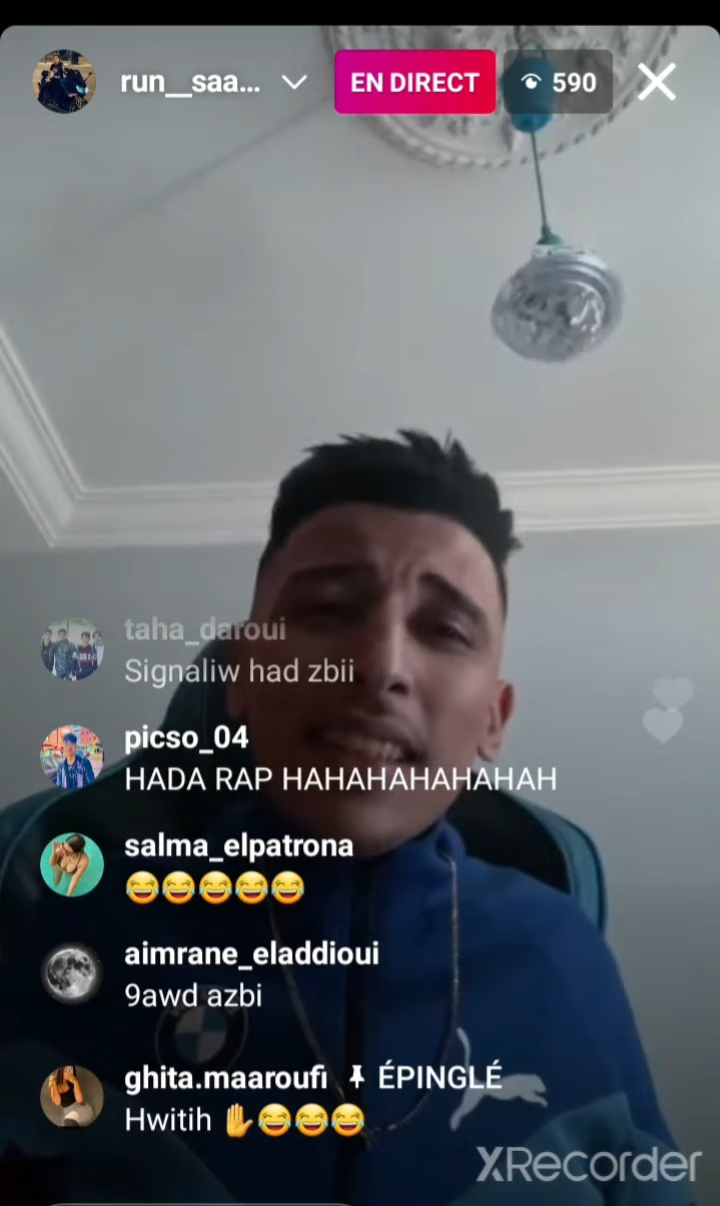 run__saa...
EN DIRECT
590
taha_daroui
Signaliw had zbii
picso_04
HADA RAP HAHAHAHAHAHAH
salma_elpatrona
😂😂😂😂😂
aimrane_eladdioui
9awd azbi
ghita.maaroufi ÉPINGLÉ
Hwitih ✋😂😂😂
XRecorder